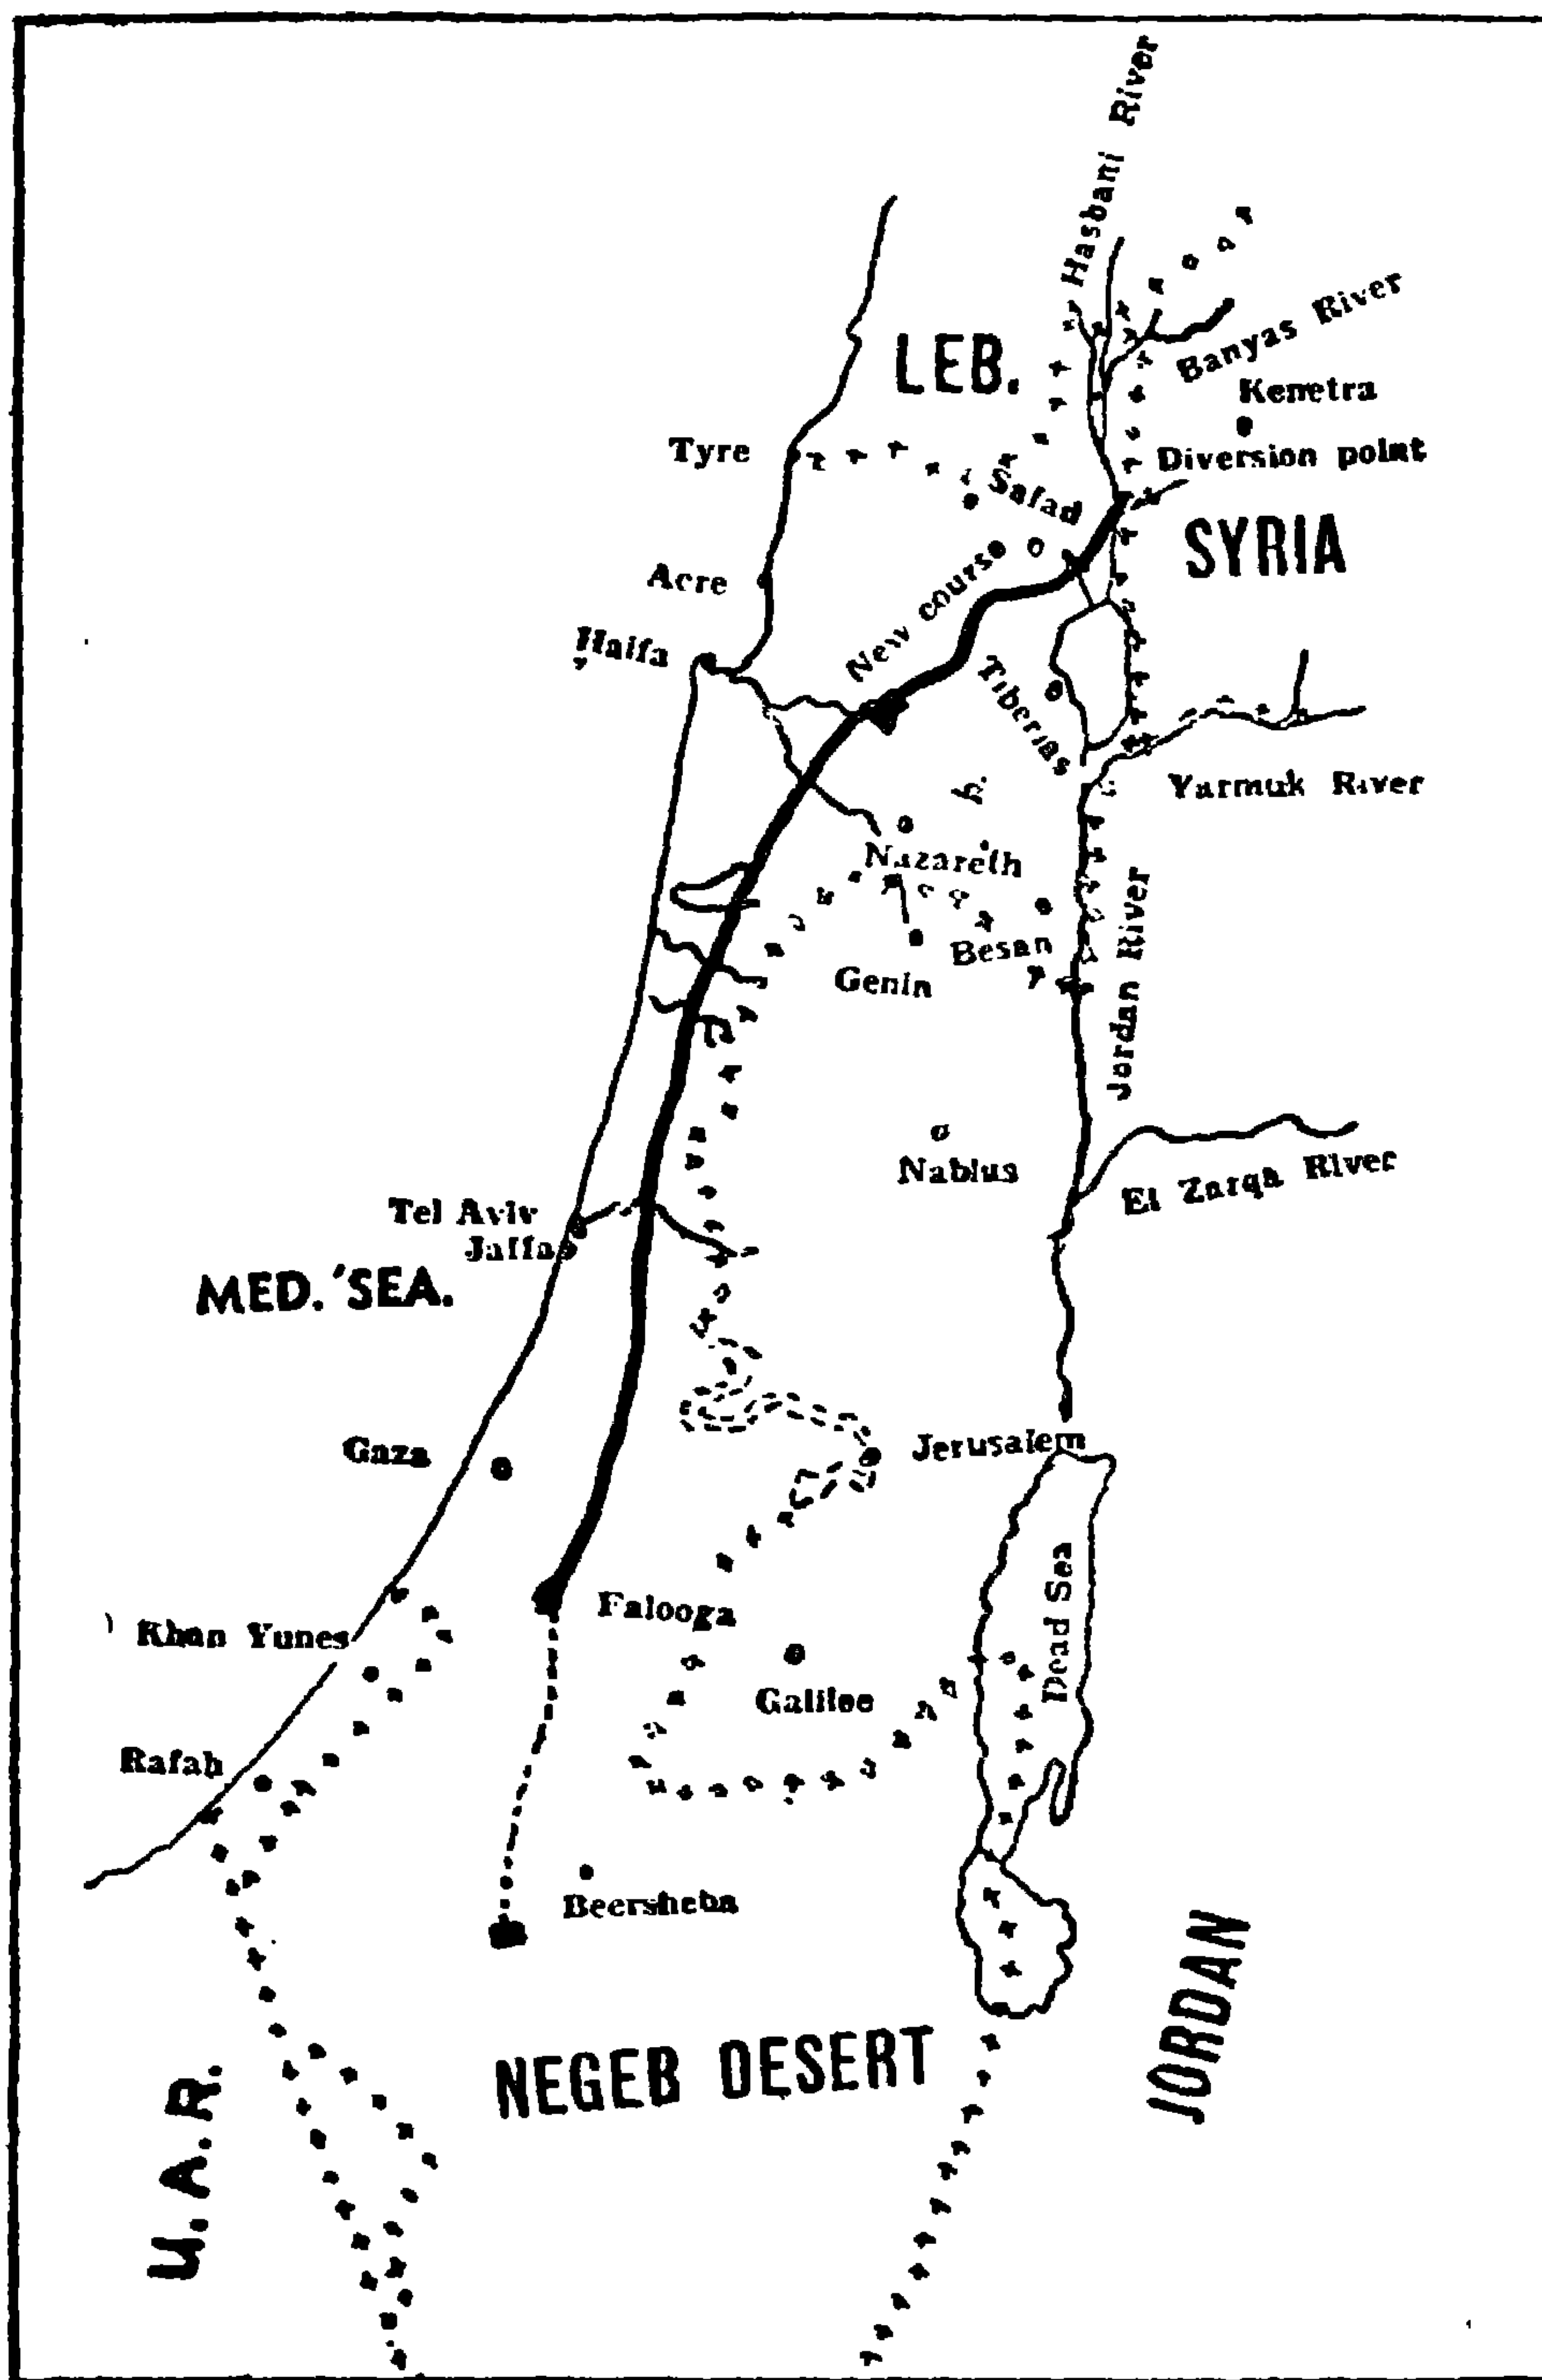 Hasbani River
LEB.
Banyas River
Kenetra
Tyre
Diversion point
Safad
SYRIA
Acre
New course
Haifa
Tiberias
Yarmuk River
Nazareth
Jordan River
Besan
Genin
Nablus
El Zarqa River
Tel Aviv
Jaffa
MED. SEA.
Gaza
Jerusalem
Dead Sea
Falooga
Khan Yunes
Galilee
Rafah
Beersheba
JORDAN
NEGEB DESERT
U.A.R.